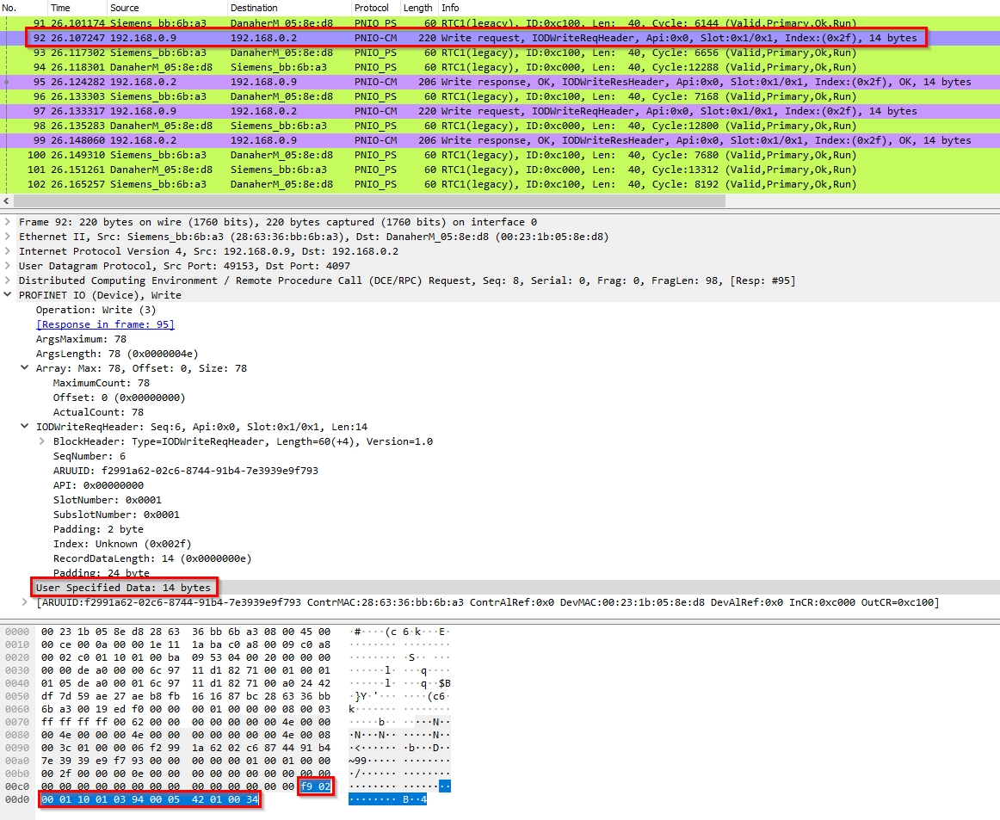 No. Time Source Destination Protocol Length Info
91 26.101174 Siemens_bb:6b:a3 DanaherM_05:8e:d8 PNIO_PS 60 RTC1(legacy), ID:0xc100, Len: 40, Cycle: 6144 (Valid,Primary,Ok,Run)
92 26.107247 192.168.0.9 192.168.0.2 PNIO-CM 220 Write request, IODWriteReqHeader, Api:0x0, Slot:0x1/0x1, Index:(0x2f), 14 bytes
93 26.117302 Siemens_bb:6b:a3 DanaherM_05:8e:d8 PNIO_PS 60 RTC1(legacy), ID:0xc100, Len: 40, Cycle: 6656 (Valid,Primary,Ok,Run)
94 26.118301 DanaherM_05:8e:d8 Siemens_bb:6b:a3 PNIO_PS 60 RTC1(legacy), ID:0xc000, Len: 40, Cycle:12288 (Valid,Primary,Ok,Run)
95 26.124282 192.168.0.2 192.168.0.9 PNIO-CM 206 Write response, OK, IODWriteResHeader, Api:0x0, Slot:0x1/0x1, Index:(0x2f), OK, 14 bytes
96 26.133303 Siemens_bb:6b:a3 DanaherM_05:8e:d8 PNIO_PS 60 RTC1(legacy), ID:0xc100, Len: 40, Cycle: 7168 (Valid,Primary,Ok,Run)
97 26.133317 192.168.0.9 192.168.0.2 PNIO-CM 220 Write request, IODWriteReqHeader, Api:0x0, Slot:0x1/0x1, Index:(0x2f), 14 bytes
98 26.135283 DanaherM_05:8e:d8 Siemens_bb:6b:a3 PNIO_PS 60 RTC1(legacy), ID:0xc000, Len: 40, Cycle:12800 (Valid,Primary,Ok,Run)
99 26.148060 192.168.0.2 192.168.0.9 PNIO-CM 206 Write response, OK, IODWriteResHeader, Api:0x0, Slot:0x1/0x1, Index:(0x2f), OK, 14 bytes
100 26.149310 Siemens_bb:6b:a3 DanaherM_05:8e:d8 PNIO_PS 60 RTC1(legacy), ID:0xc100, Len: 40, Cycle: 7680 (Valid,Primary,Ok,Run)
101 26.151261 DanaherM_05:8e:d8 Siemens_bb:6b:a3 PNIO_PS 60 RTC1(legacy), ID:0xc000, Len: 40, Cycle:13312 (Valid,Primary,Ok,Run)
102 26.165257 Siemens_bb:6b:a3 DanaherM_05:8e:d8 PNIO_PS 60 RTC1(legacy), ID:0xc100, Len: 40, Cycle: 8192 (Valid,Primary,Ok,Run)
Frame 92: 220 bytes on wire (1760 bits), 220 bytes captured (1760 bits) on interface 0
Ethernet II, Src: Siemens_bb:6b:a3 (28:63:36:bb:6b:a3), Dst: DanaherM_05:8e:d8 (00:23:1b:05:8e:d8)
Internet Protocol Version 4, Src: 192.168.0.9, Dst: 192.168.0.2
User Datagram Protocol, Src Port: 49153, Dst Port: 4097
Distributed Computing Environment / Remote Procedure Call (DCE/RPC) Request, Seq: 8, Serial: 0, Frag: 0, FragLen: 98, [Resp: #95]
PROFINET IO (Device), Write
Operation: Write (3)
[Response in frame: 95]
ArgsMaximum: 78
ArgsLength: 78 (0x0000004e)
Array: Max: 78, Offset: 0, Size: 78
MaximumCount: 78
Offset: 0 (0x00000000)
ActualCount: 78
IODWriteReqHeader: Seq:6, Api:0x0, Slot:0x1/0x1, Len:14
BlockHeader: Type=IODWriteReqHeader, Length=60(+4), Version=1.0
SeqNumber: 6
ARUUID: f2991a62-02c6-8744-91b4-7e3939e9f793
API: 0x00000000
SlotNumber: 0x0001
SubslotNumber: 0x0001
Padding: 2 byte
Index: Unknown (0x002f)
RecordDataLength: 14 (0x0000000e)
Padding: 24 byte
User Specified Data: 14 bytes
[ARUUID:f2991a62-02c6-8744-91b4-7e3939e9f793 ContrMAC:28:63:36:bb:6b:a3 ContrAlRef:0x0 DevMAC:00:23:1b:05:8e:d8 DevAlRef:0x0 InCR:0xc000 OutCR=0xc100]
0000 00 23 1b 05 8e d8 28 63 36 bb 6b a3 08 00 45 00 ·#····(c 6·k···E·
0010 00 ce 00 0a 00 00 1e 11 1a ba c0 a8 00 09 c0 a8 ········ ········
0020 00 02 c0 01 10 01 00 ba 09 53 04 00 20 00 00 00 ········ ·S·· ···
0030 00 00 de a0 00 00 6c 97 11 d1 82 71 00 01 00 01 ······l· ···q····
0040 01 05 de a0 00 01 6c 97 11 d1 82 71 00 a0 24 42 ······l· ···q··$B
0050 df 7d 59 ae 27 ae b8 fb 16 16 87 bc 28 63 36 bb ·}Y·'··· ····(c6·
0060 6b a3 00 19 ed f0 00 00 00 01 00 00 00 08 00 03 k······· ········
0070 ff ff ff ff 00 62 00 00 00 00 00 00 00 4e 00 00 ·····b·· ·····N··
0080 00 4e 00 00 00 4e 00 00 00 00 00 00 00 4e 00 08 ·N···N·· ·····N··
0090 00 3c 01 00 00 06 f2 99 1a 62 02 c6 87 44 91 b4 ·<······ ·b···D··
00a0 7e 39 39 e9 f7 93 00 00 00 00 00 01 00 01 00 00 ~99····· ········
00b0 00 2f 00 00 00 0e 00 00 00 00 00 00 00 00 00 00 ·/······ ········
00c0 00 00 00 00 00 00 00 00 00 00 00 00 00 00 f9 02 ········ ········
00d0 00 01 10 01 03 94 00 05 42 01 00 34 ········ B··4